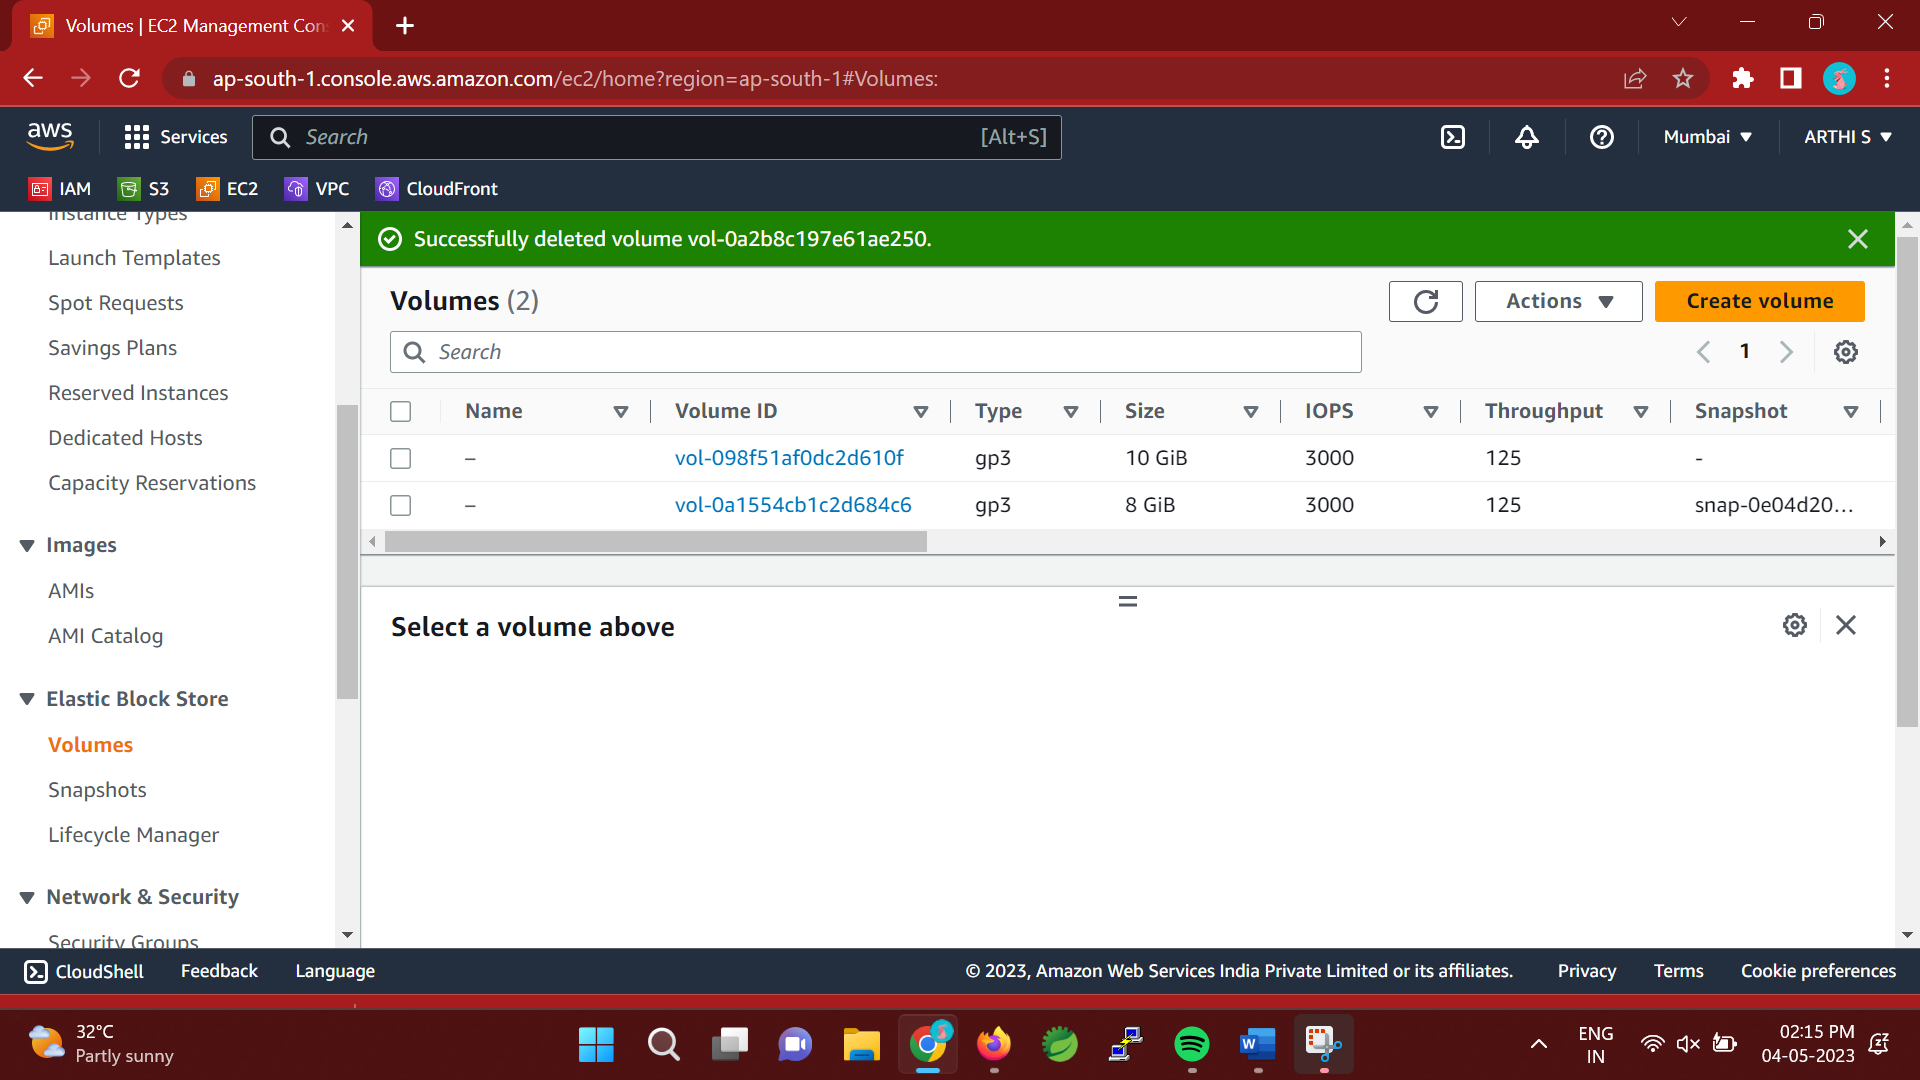 Volumes | EC2 Management Con
ap-south-1.console.aws.amazon.com/ec2/home?region=ap-south-1#Volumes:
aws
Services
Search
[Alt+S]
Mumbai
ARTHI S
IAM
S3
EC2
VPC
CloudFront
Instance Types
Launch Templates
Spot Requests
Savings Plans
Reserved Instances
Dedicated Hosts
Capacity Reservations
Images
AMIs
AMI Catalog
Elastic Block Store
Volumes
Snapshots
Lifecycle Manager
Network & Security
Security Groups
Successfully deleted volume vol-0a2b8c197e61ae250.
Volumes (2)
Actions
Create volume
Search
1
Name Volume ID Type Size IOPS Throughput Snapshot
– vol-098f51af0dc2d610f gp3 10 GiB 3000 125 -
– vol-0a1554cb1c2d684c6 gp3 8 GiB 3000 125 snap-0e04d20...
Select a volume above
CloudShell
Feedback
Language
© 2023, Amazon Web Services India Private Limited or its affiliates.
Privacy
Terms
Cookie preferences
32°C
Partly sunny
W
ENG
IN
02:15 PM
04-05-2023